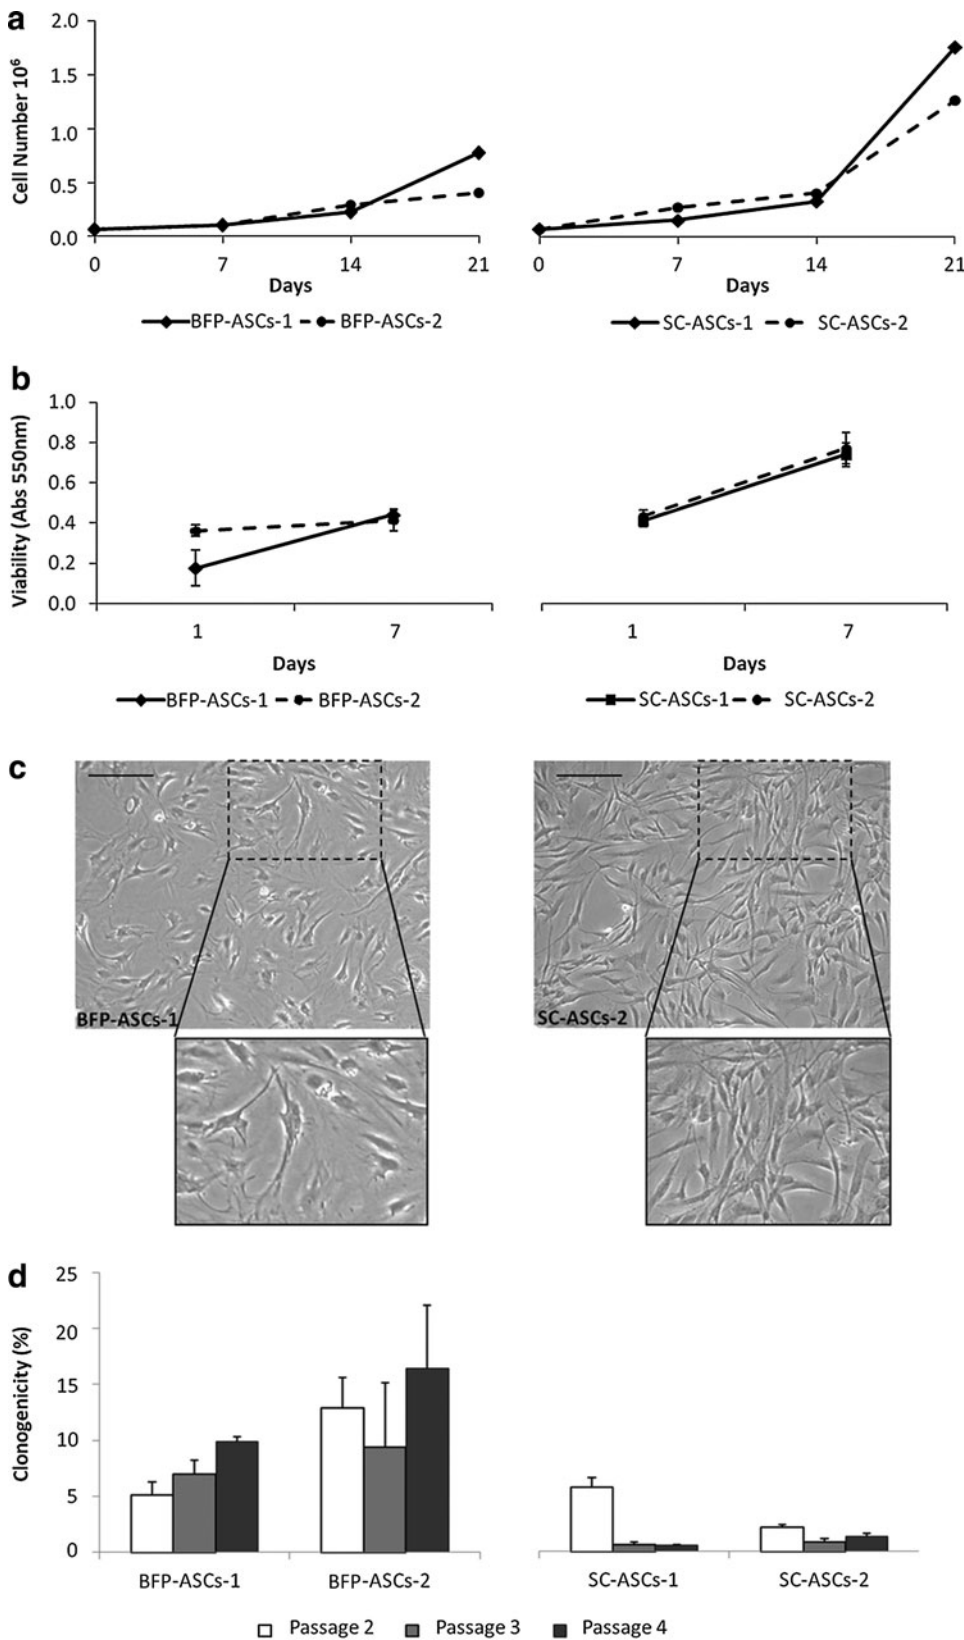 a
Cell Number 10⁶
2.0
1.5
1.0
0.5
0.0
0 7 14 21
Days
BFP-ASCs-1 BFP-ASCs-2
0 7 14 21
Days
SC-ASCs-1 SC-ASCs-2
b
Viability (Abs 550nm)
1.0
0.8
0.6
0.4
0.2
0.0
1 7
Days
BFP-ASCs-1 BFP-ASCs-2
1 7
Days
SC-ASCs-1 SC-ASCs-2
c
BFP-ASCs-1
SC-ASCs-2
d
Clonogenicity (%)
25
20
15
10
5
0
BFP-ASCs-1 BFP-ASCs-2
SC-ASCs-1 SC-ASCs-2
Passage 2 Passage 3 Passage 4